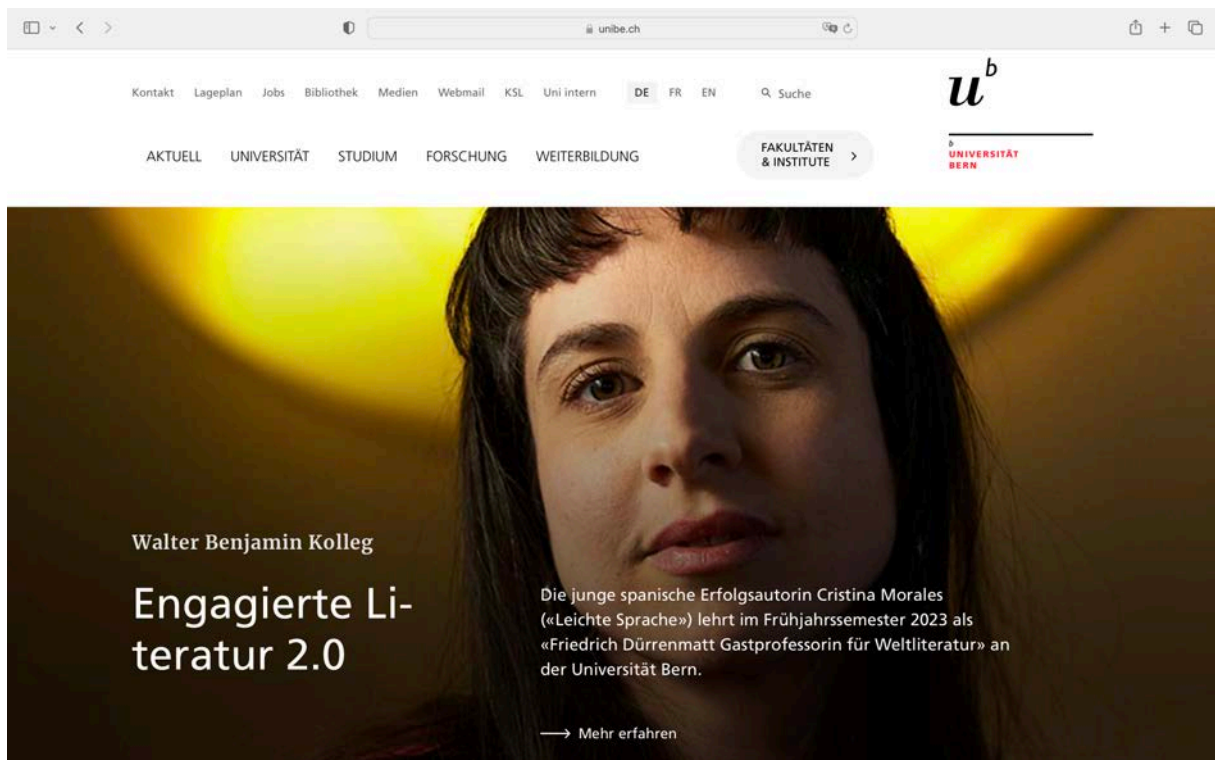 unibe.ch
Kontakt Lageplan Jobs Bibliothek Medien Webmail KSL Uni intern DE FR EN Suche
u^b
AKTUELL UNIVERSITÄT STUDIUM FORSCHUNG WEITERBILDUNG
FAKULTÄTEN
& INSTITUTE
b
UNIVERSITÄT
BERN
Walter Benjamin Kolleg
Engagierte Li-
teratur 2.0
Die junge spanische Erfolgsautorin Cristina Morales
(«Leichte Sprache») lehrt im Frühjahrssemester 2023 als
«Friedrich Dürrenmatt Gastprofessorin für Weltliteratur» an
der Universität Bern.
Mehr erfahren